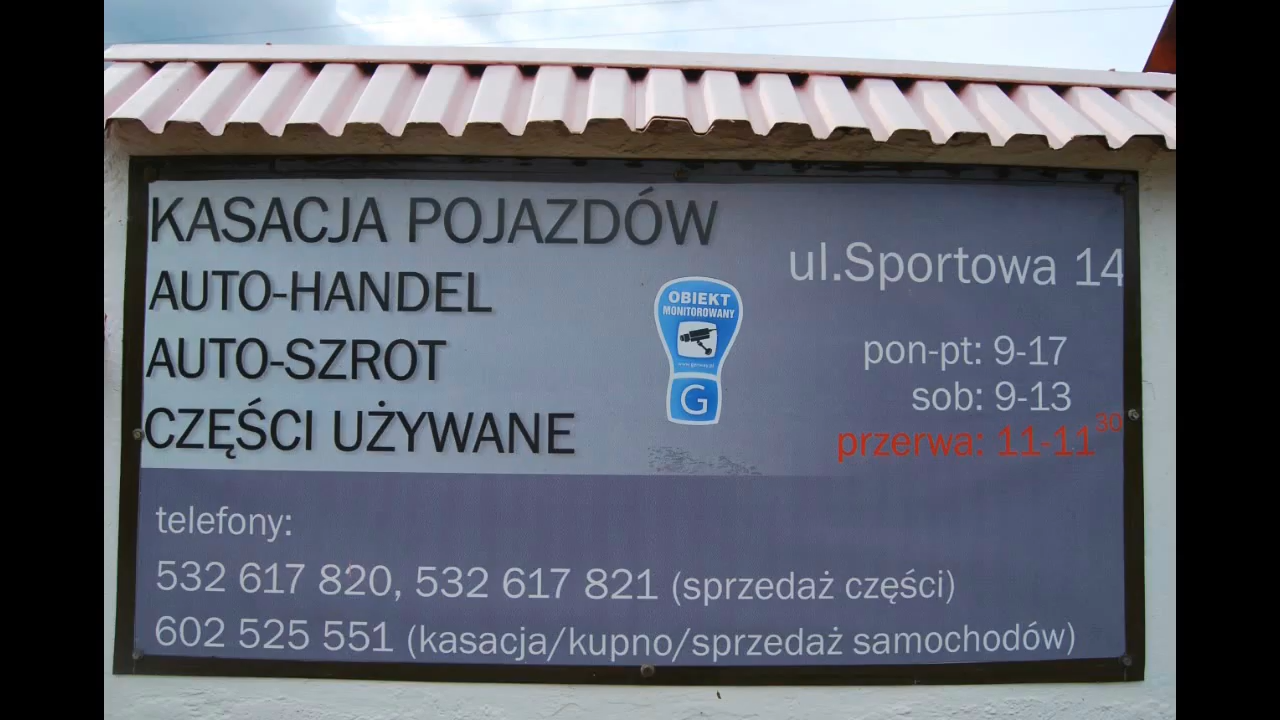 KASACJA POJAZDÓW
AUTO-HANDEL
AUTO-SZROT
CZĘŚCI UŻYWANE
OBIEKT
MONITOROWANY
G
ul.Sportowa 14
pon-pt: 9-17
sob: 9-13
przerwa: 11-11³⁰
telefony:
532 617 820, 532 617 821 (sprzedaż części)
602 525 551 (kasacja/kupno/sprzedaż samochodów)